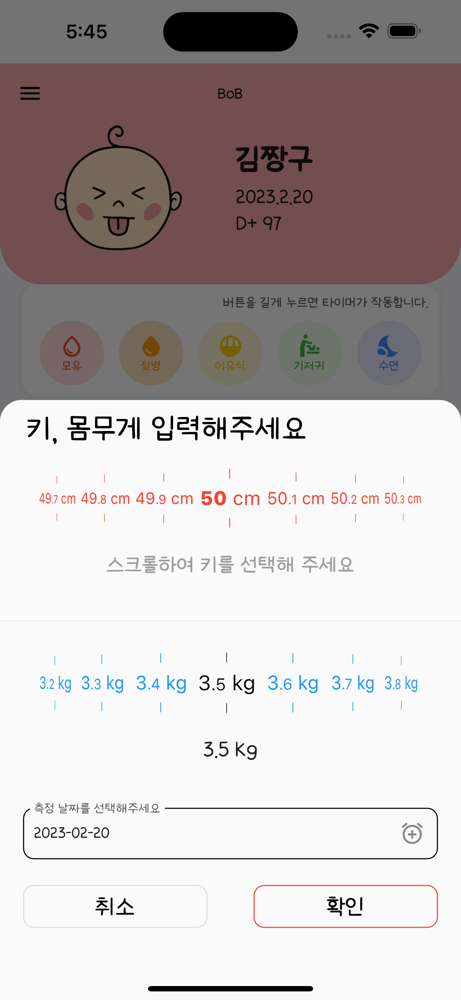 5:45
BoB
김짱구
2023.2.20
D+ 97
버튼을 길게 누르면 타이머가 작동합니다.
모유 젖병 이유식 기저귀 수면
키, 몸무게 입력해주세요
49.7 cm 49.8 cm 49.9 cm 50 cm 50.1 cm 50.2 cm 50.3 cm
스크롤하여 키를 선택해 주세요
3.2 kg 3.3 kg 3.4 kg 3.5 kg 3.6 kg 3.7 kg 3.8 kg
3.5 Kg
측정 날짜를 선택해주세요
2023-02-20
취소 확인